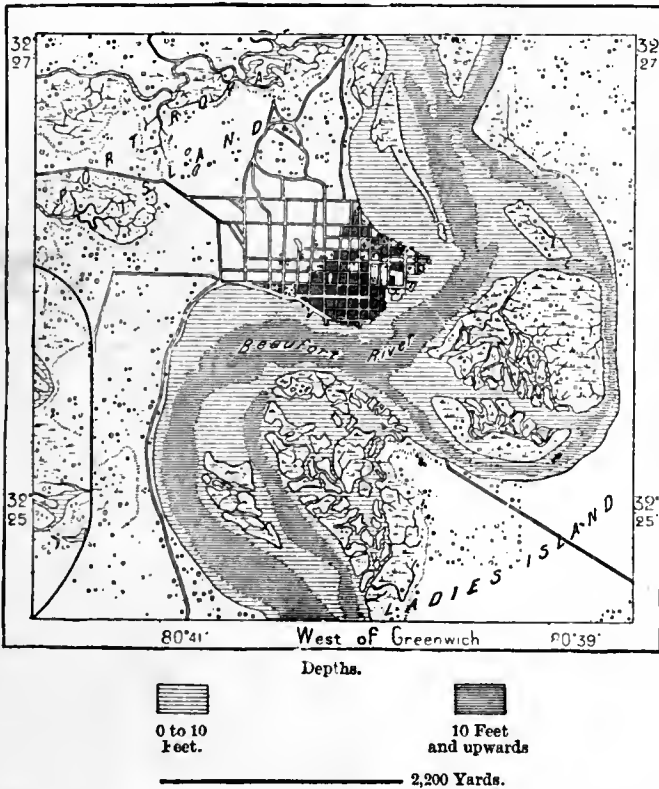 32°
27'
32°
27'
PORT ROYAL
ISLAND
Beaufort River
32°
25'
32°
25'
LADIES ISLAND
80°41' West of Greenwich 80°39'
Depths.
0 to 10
feet.
10 Feet
and upwards
2,200 Yards.